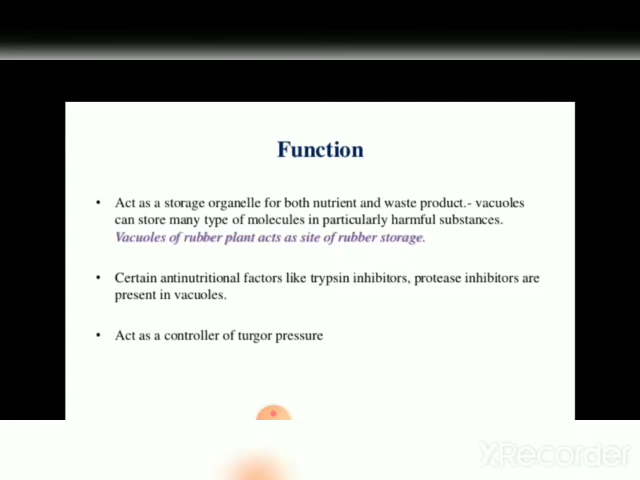 Function
• Act as a storage organelle for both nutrient and waste product.- vacuoles
can store many type of molecules in particularly harmful substances.
Vacuoles of rubber plant acts as site of rubber storage.
• Certain antinutritional factors like trypsin inhibitors, protease inhibitors are
present in vacuoles.
• Act as a controller of turgor pressure
XRecorder